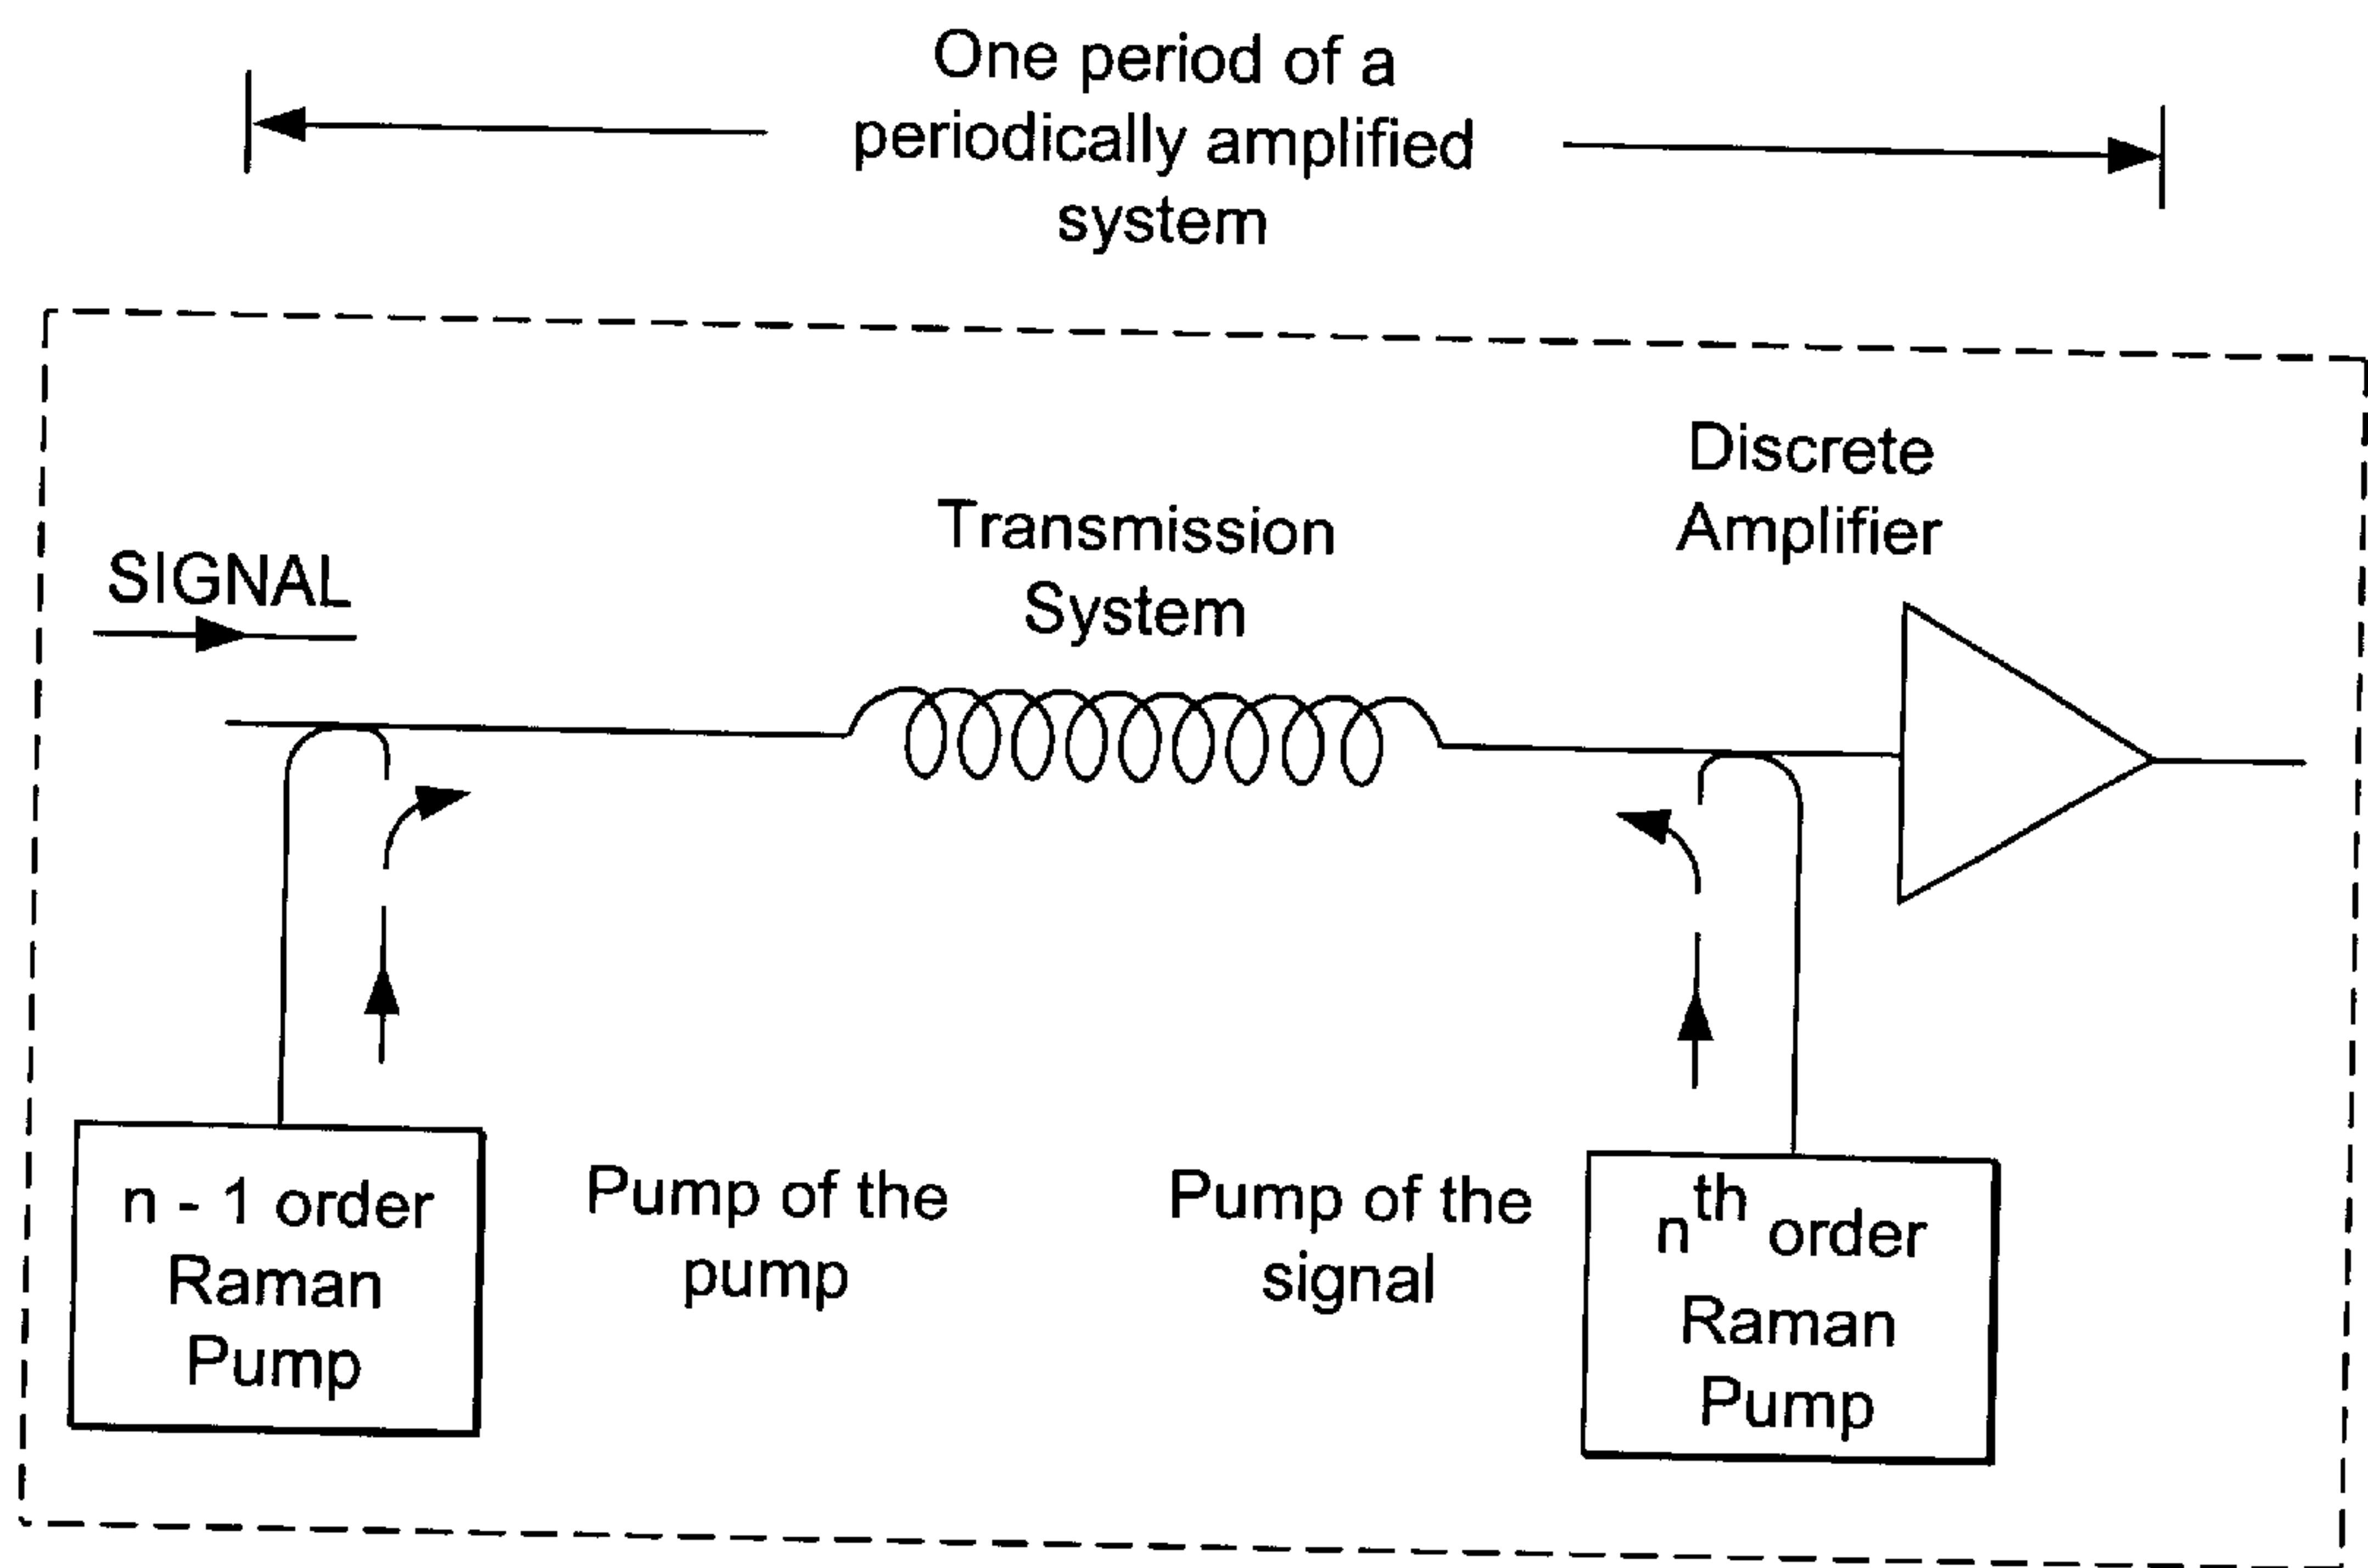 One period of a
periodically amplified
system
Discrete
Amplifier
Transmission
System
SIGNAL
n - 1 order
Raman
Pump
Pump of the
pump
Pump of the
signal
nth order
Raman
Pump